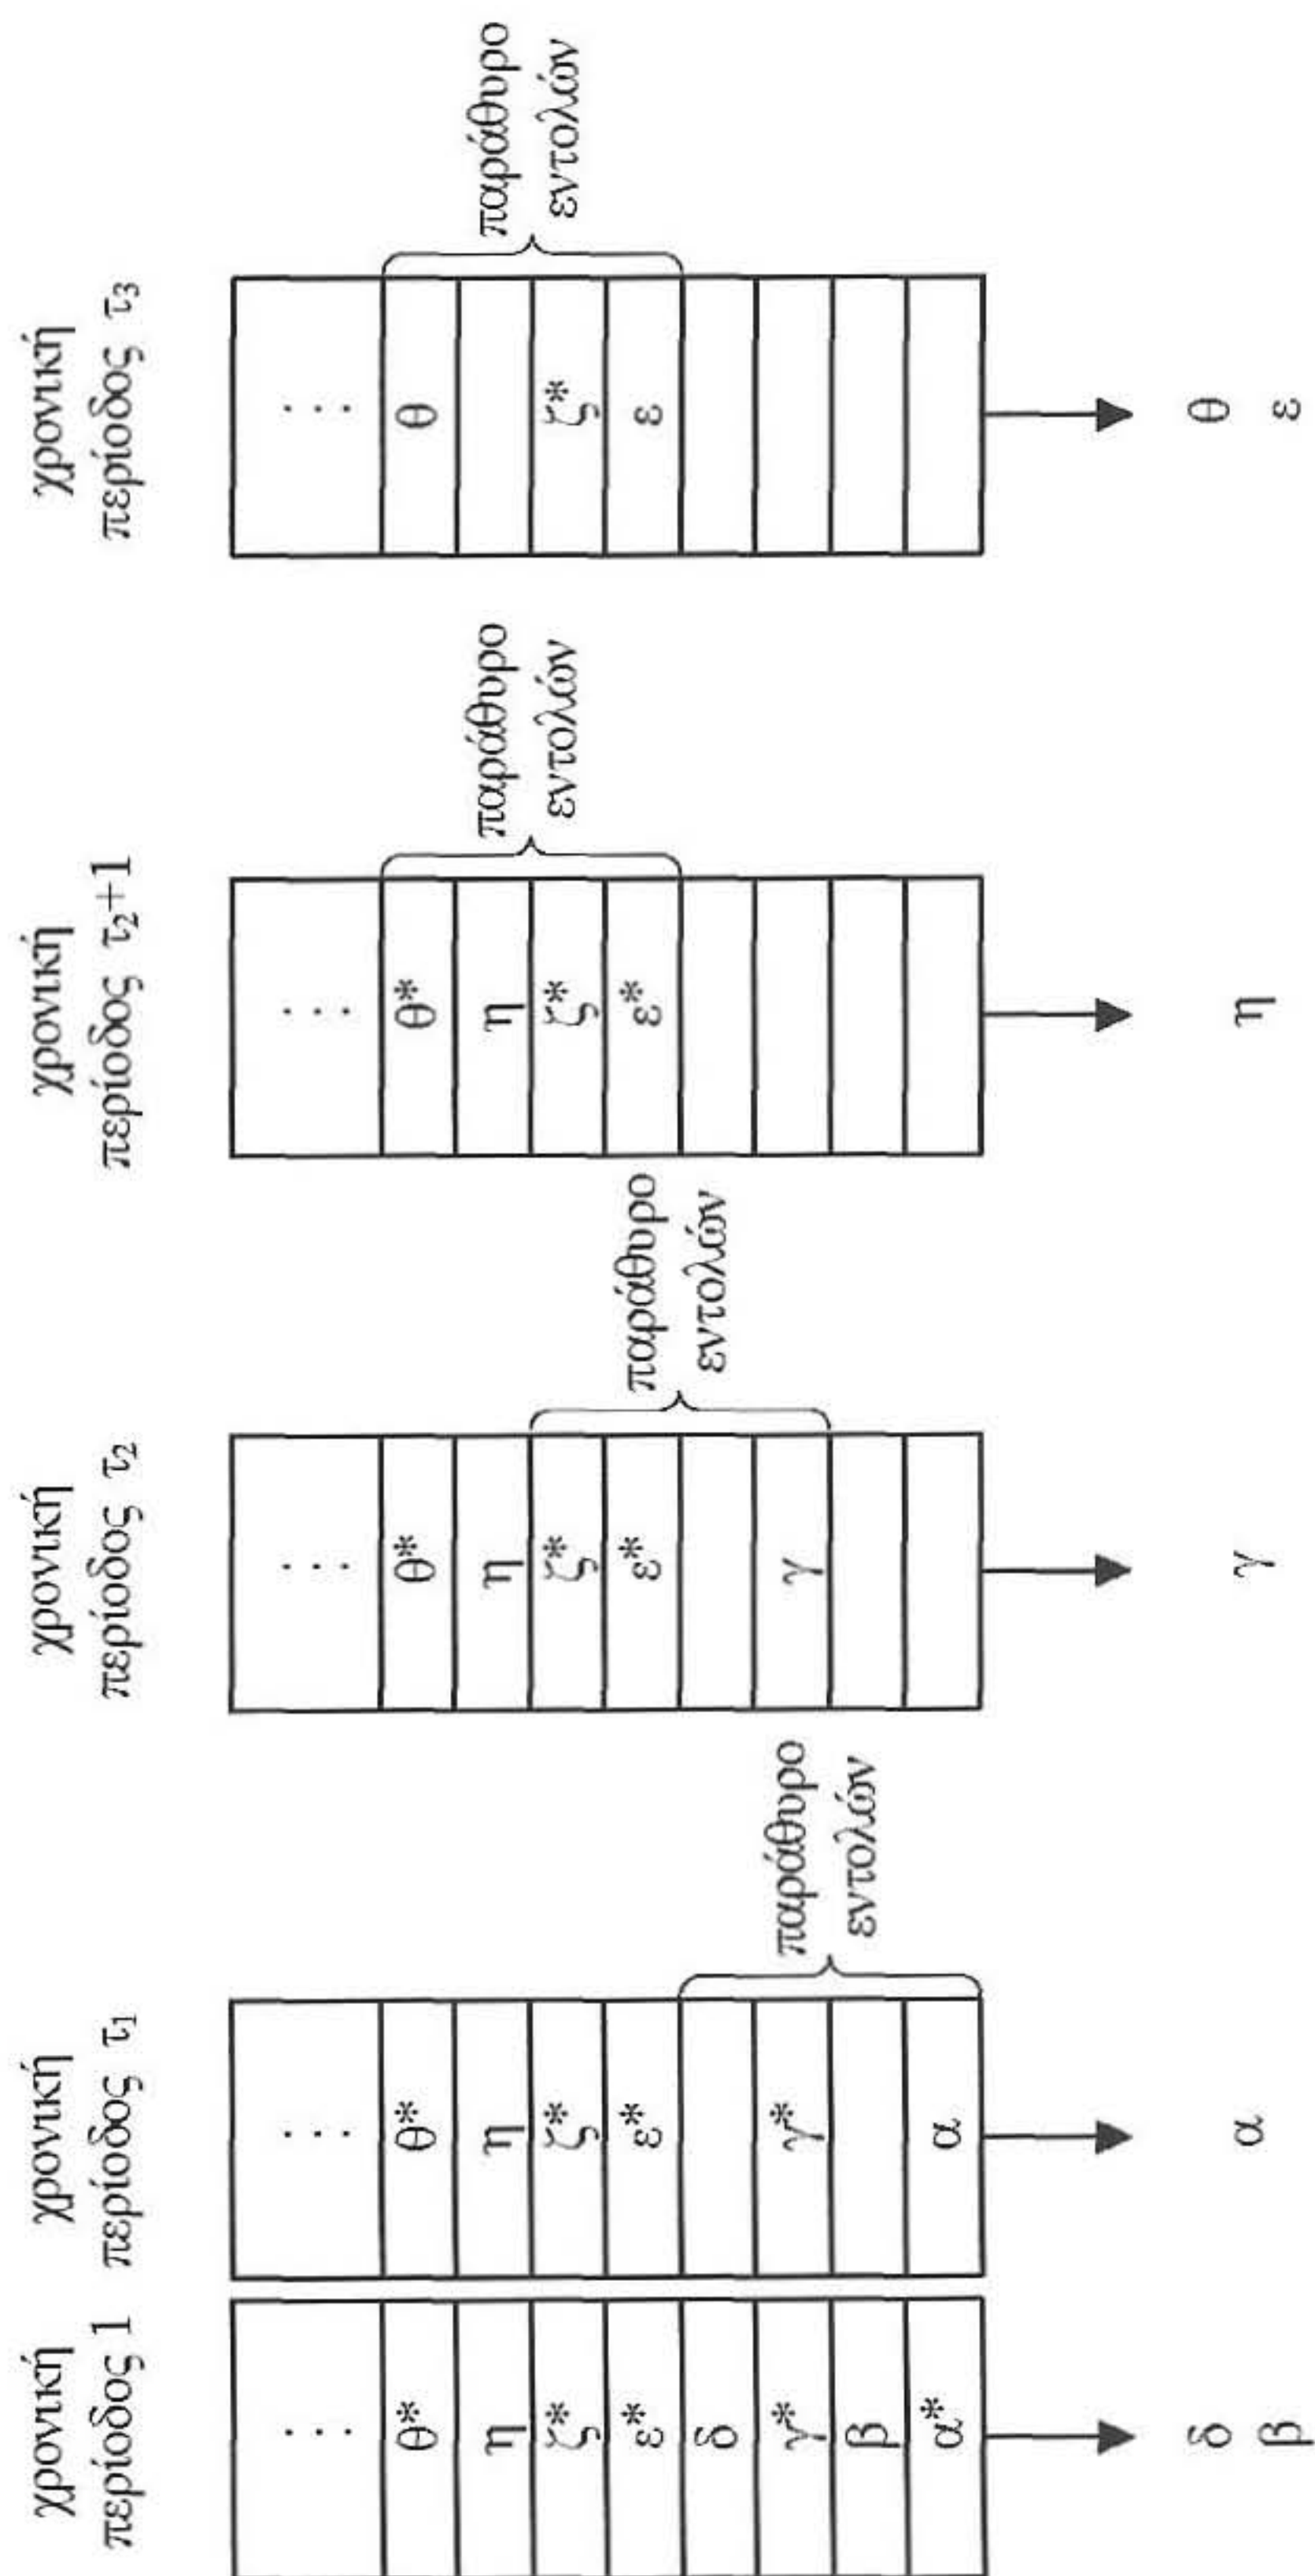 χρονική
περίοδος 1
⋮
θ*
η
ζ*
ε*
δ
γ*
β
α*
δ
β
χρονική
περίοδος τ₁
⋮
θ*
η
ζ*
ε*
γ*
α
παράθυρο
εντολών
α
χρονική
περίοδος τ₂
⋮
θ*
η
ζ*
ε*
γ
παράθυρο
εντολών
γ
χρονική
περίοδος τ₂+1
⋮
θ*
η
ζ*
ε*
παράθυρο
εντολών
η
χρονική
περίοδος τ₃
⋮
θ
ζ*
ε
παράθυρο
εντολών
θ
ε